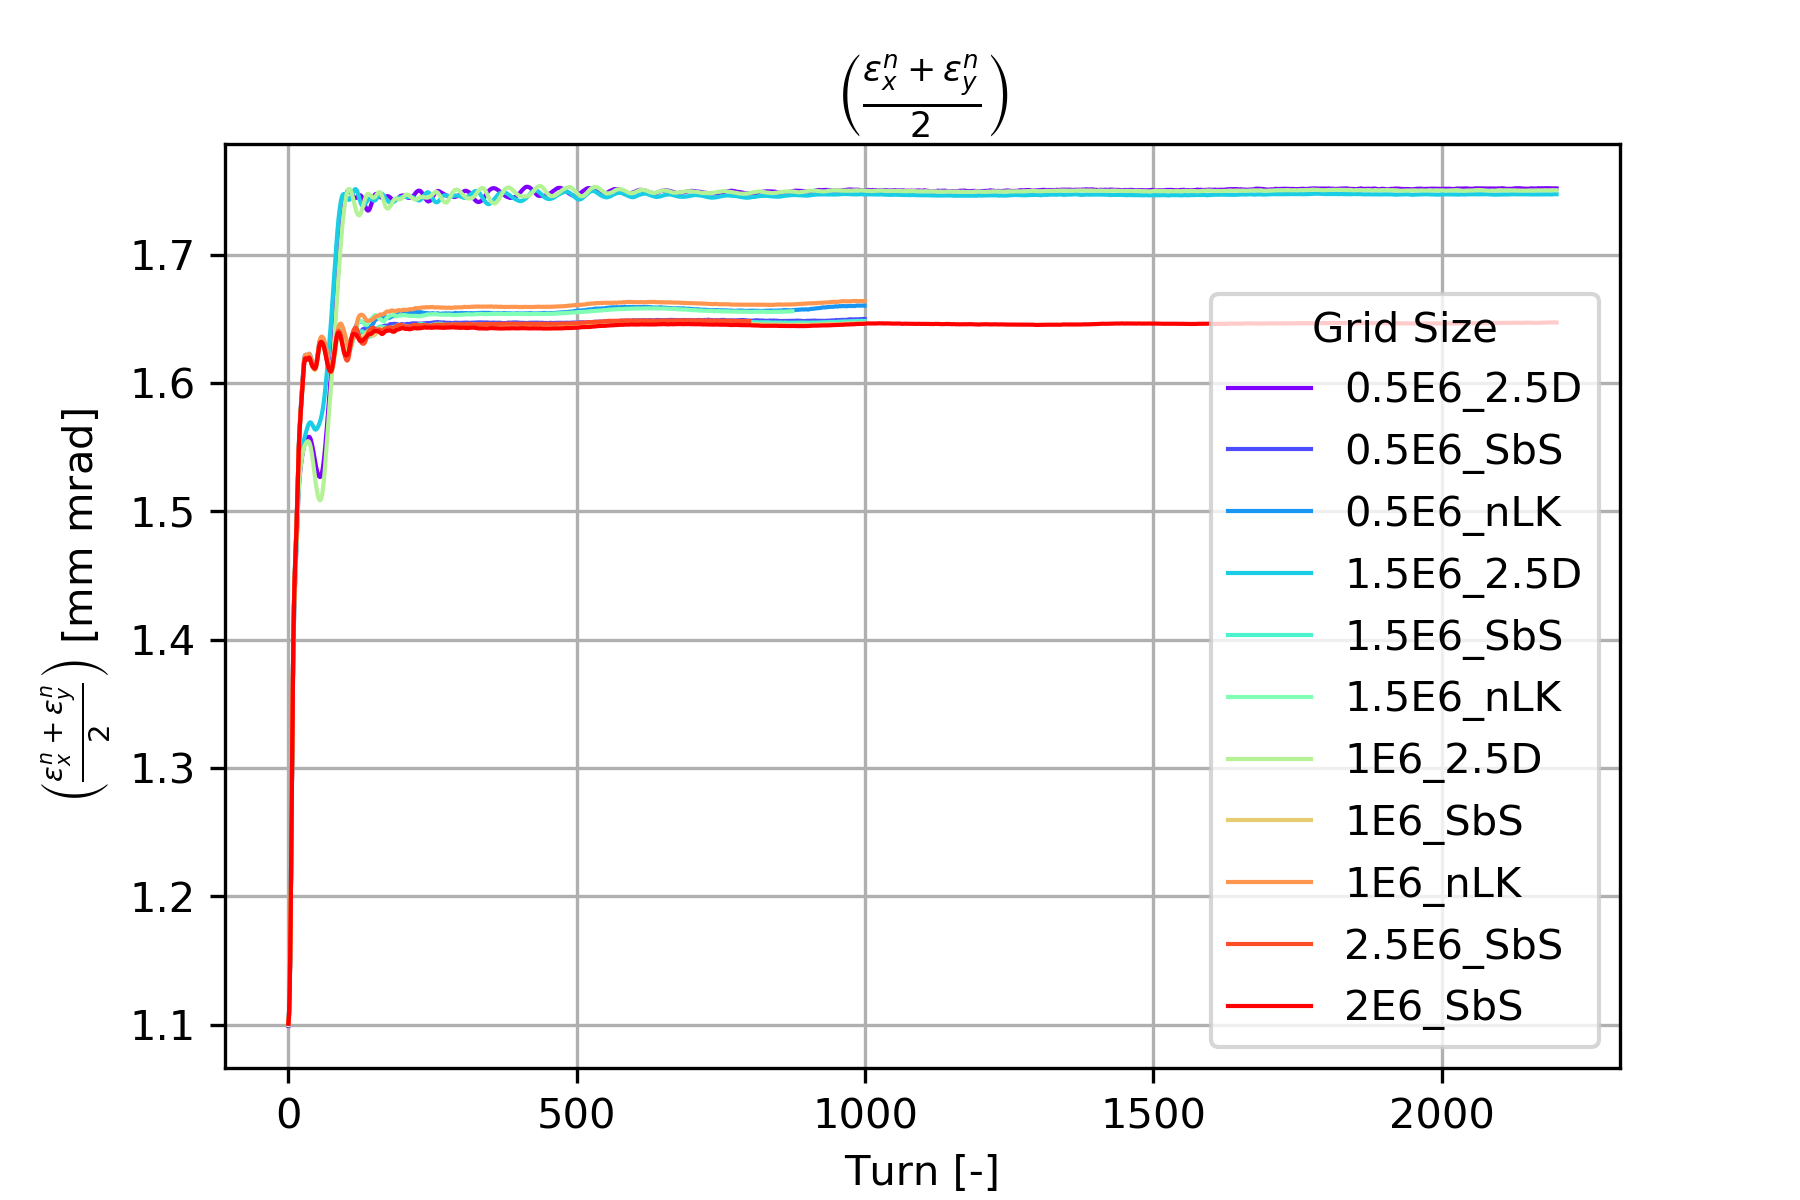 (εₓⁿ + εᵧⁿ / 2)
(εₓⁿ + εᵧⁿ / 2) [mm mrad]
1.7
1.6
1.5
1.4
1.3
1.2
1.1
0 500 1000 1500 2000
Turn [-]
Grid Size
0.5E6_2.5D
0.5E6_SbS
0.5E6_nLK
1.5E6_2.5D
1.5E6_SbS
1.5E6_nLK
1E6_2.5D
1E6_SbS
1E6_nLK
2.5E6_SbS
2E6_SbS